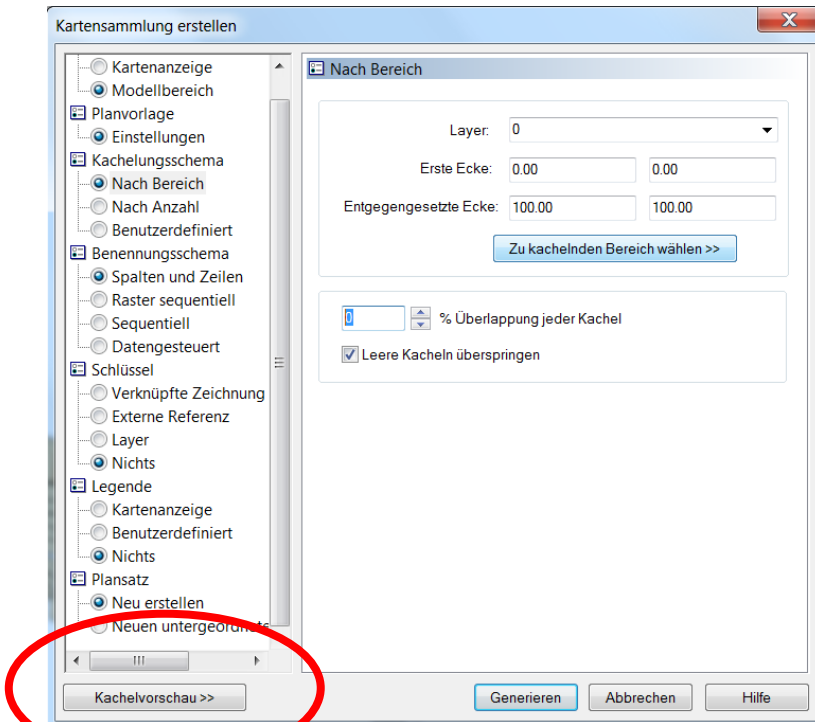 Kartensammlung erstellen
Kartenanzeige
Modellbereich
Planvorlage
Einstellungen
Kachelungsschema
Nach Bereich
Nach Anzahl
Benutzerdefiniert
Benennungsschema
Spalten und Zeilen
Raster sequentiell
Sequentiell
Datengesteuert
Schlüssel
Verknüpfte Zeichnung
Externe Referenz
Layer
Nichts
Legende
Kartenanzeige
Benutzerdefiniert
Nichts
Plansatz
Neu erstellen
Neuen untergeordnete
Nach Bereich
Layer: 0
Erste Ecke: 0.00 0.00
Entgegengesetzte Ecke: 100.00 100.00
Zu kachelnden Bereich wählen >>
0 % Überlappung jeder Kachel
Leere Kacheln überspringen
Kachelvorschau >> Generieren Abbrechen Hilfe